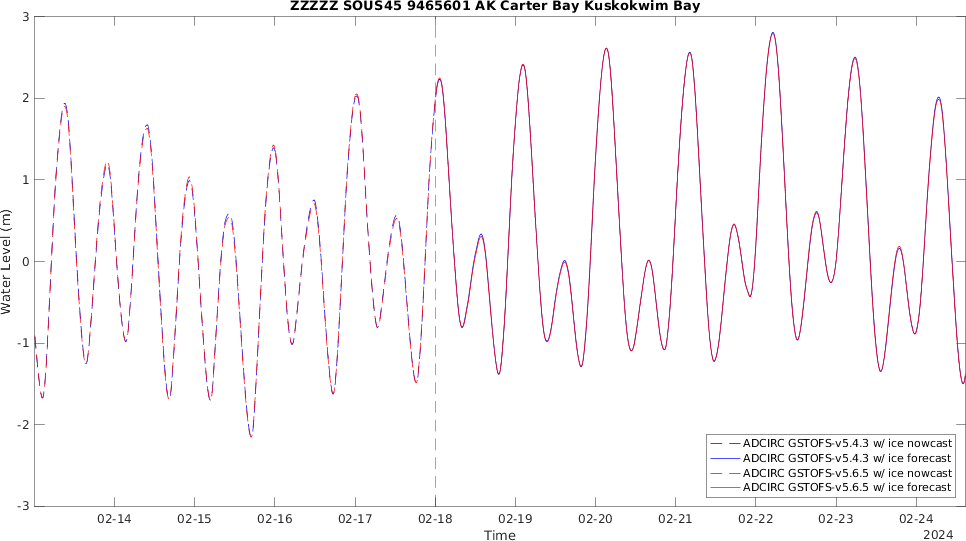 ZZZZZ SOUS45 9465601 AK Carter Bay Kuskokwim Bay
3
2
1
0
-1
-2
-3
Water Level (m)
ADCIRC GSTOFS-v5.4.3 w/ ice nowcast
ADCIRC GSTOFS-v5.4.3 w/ ice forecast
ADCIRC GSTOFS-v5.6.5 w/ ice nowcast
ADCIRC GSTOFS-v5.6.5 w/ ice forecast
02-14 02-15 02-16 02-17 02-18 02-19 02-20 02-21 02-22 02-23 02-24
Time
2024